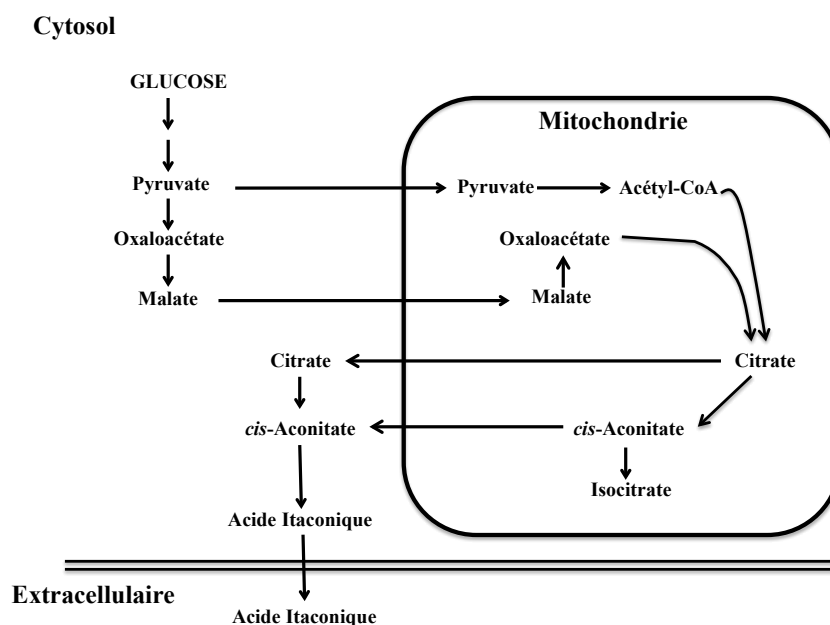 Cytosol
GLUCOSE
Mitochondrie
Pyruvate
Pyruvate
Acétyl-CoA
Oxaloacétate
Oxaloacétate
Malate
Malate
Citrate
Citrate
cis-Aconitate
cis-Aconitate
Isocitrate
Acide Itaconique
Extracellulaire
Acide Itaconique